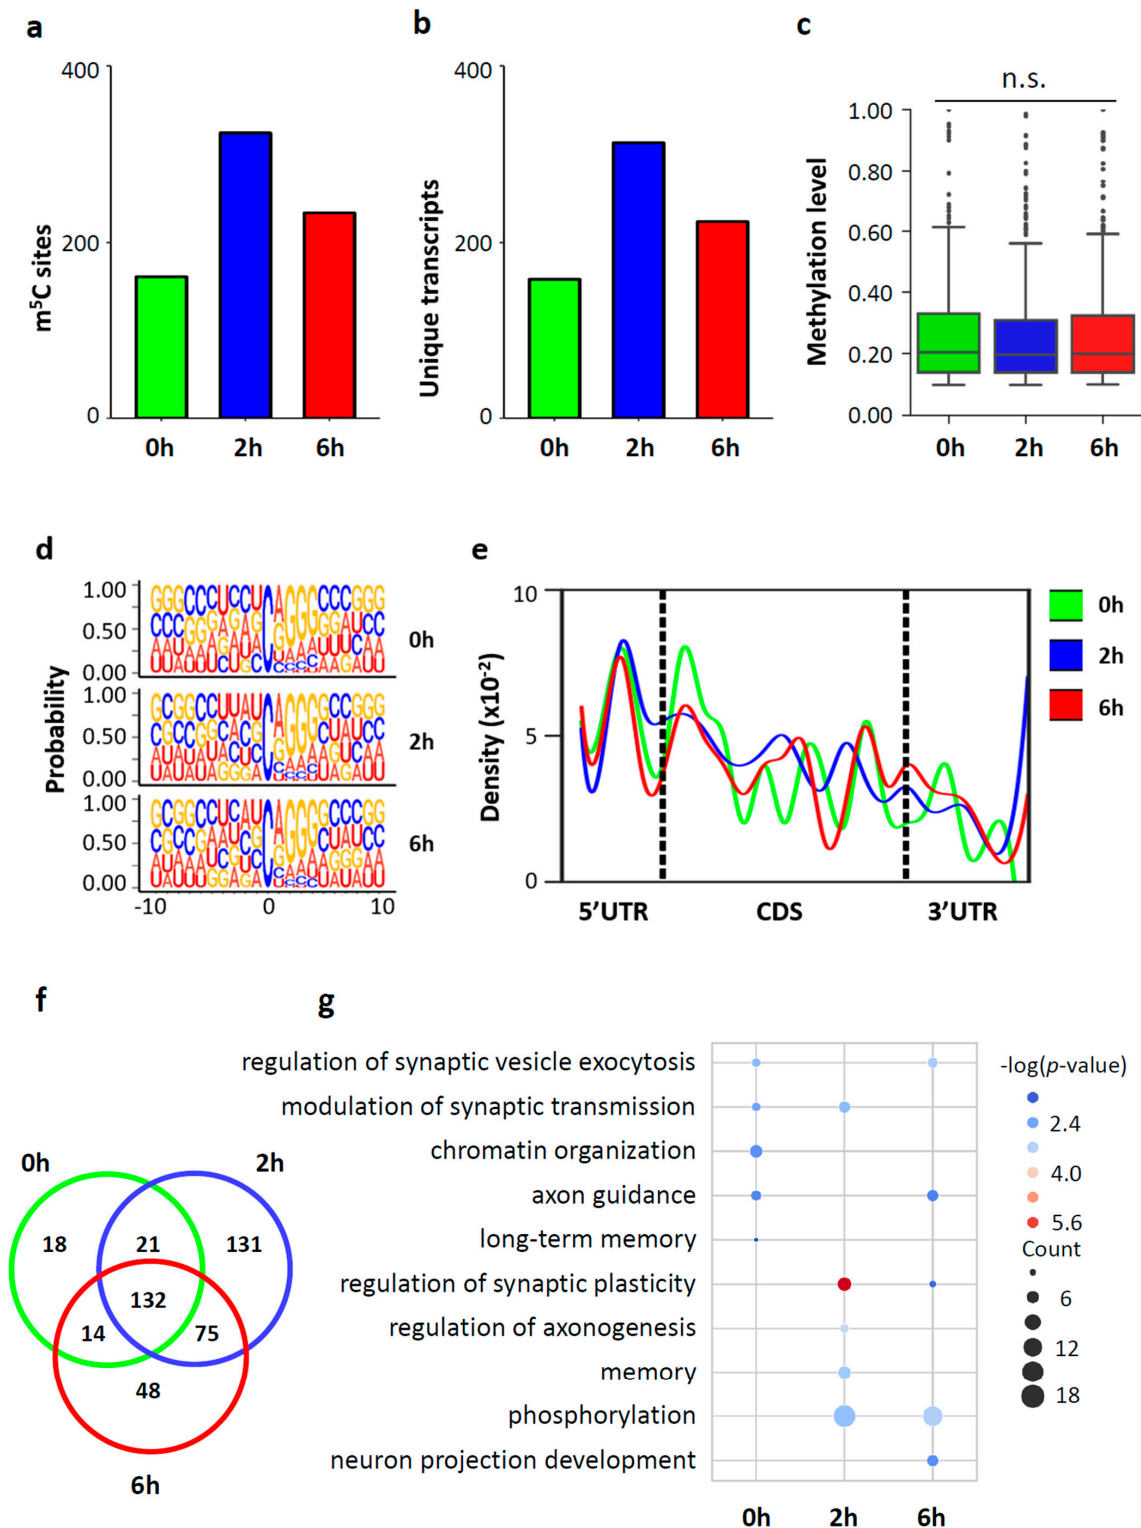 a
400
200
0
m⁵C sites
0h 2h 6h
b
400
200
0
Unique transcripts
0h 2h 6h
c
n.s.
1.00
0.80
0.60
0.40
0.20
0.00
Methylation level
0h 2h 6h
d
Probability
1.00
0.50
0.00
0h
1.00
0.50
0.00
2h
1.00
0.50
0.00
6h
-10 0 10
e
10
5
0
Density (x10⁻²)
5'UTR CDS 3'UTR
0h
2h
6h
f
0h 2h
18 21 131
132
14 75
48
6h
g
regulation of synaptic vesicle exocytosis
modulation of synaptic transmission
chromatin organization
axon guidance
long-term memory
regulation of synaptic plasticity
regulation of axonogenesis
memory
phosphorylation
neuron projection development
0h 2h 6h
-log(p-value)
2.4
4.0
5.6
Count
6
12
18